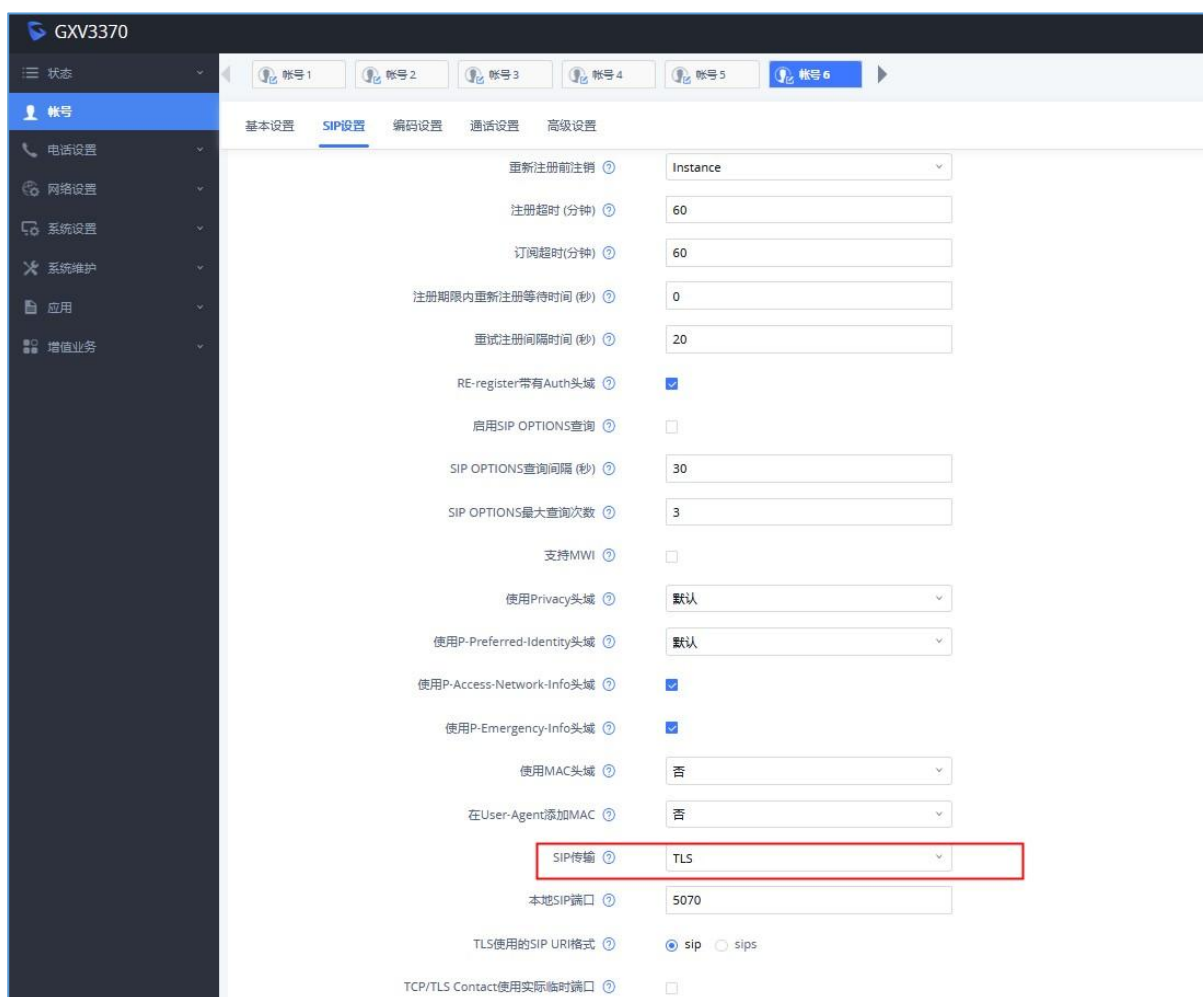 GXV3370
状态
帐号
电话设置
网络设置
系统设置
系统维护
应用
增值业务
帐号 1
帐号 2
帐号 3
帐号 4
帐号 5
帐号 6
基本设置 SIP设置 编码设置 通话设置 高级设置
重新注册前注销 Instance
注册超时 (分钟) 60
订阅超时(分钟) 60
注册期限内重新注册等待时间 (秒) 0
重试注册间隔时间 (秒) 20
RE-register带有Auth头域
启用SIP OPTIONS查询
SIP OPTIONS查询间隔 (秒) 30
SIP OPTIONS最大查询次数 3
支持MWI
使用Privacy头域 默认
使用P-Preferred-Identity头域 默认
使用P-Access-Network-Info头域
使用P-Emergency-Info头域
使用MAC头域 否
在User-Agent添加MAC 否
SIP传输 TLS
本地SIP端口 5070
TLS使用的SIP URI格式 sip sips
TCP/TLS Contact使用实际临时端口